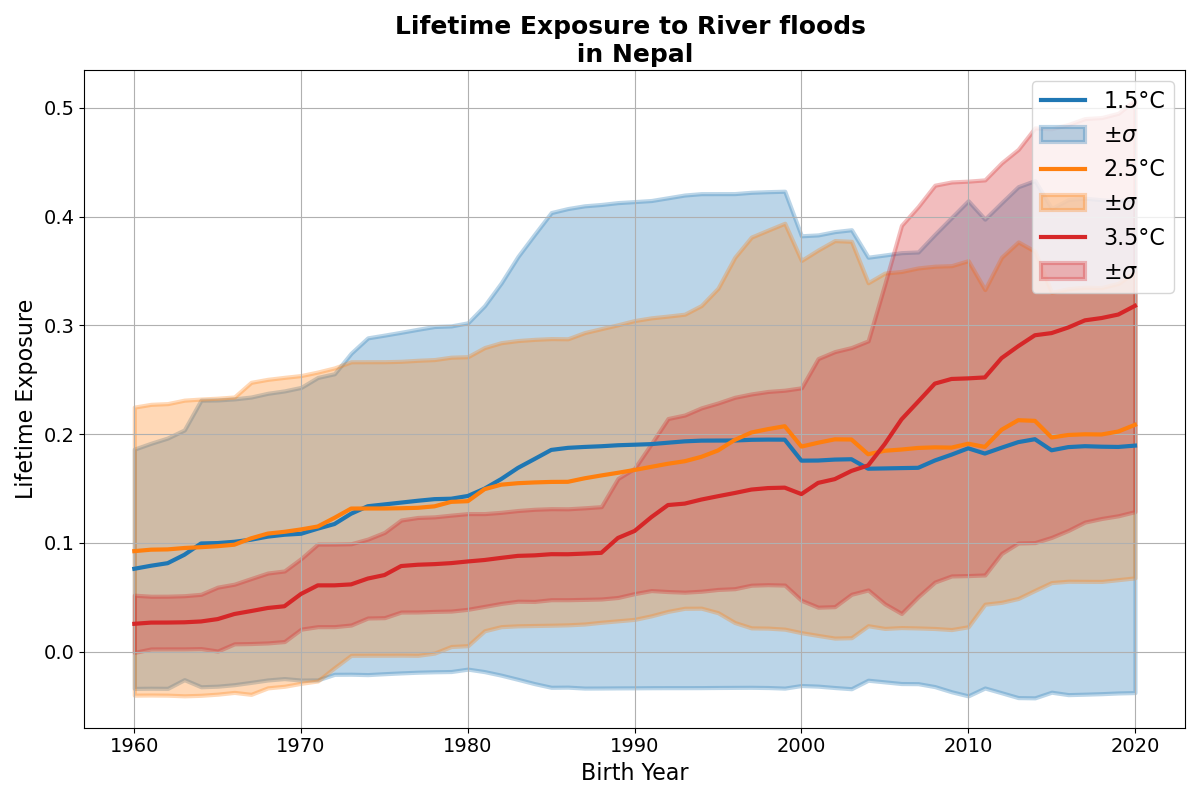 Lifetime Exposure to River floods
in Nepal
Lifetime Exposure
0.5
0.4
0.3
0.2
0.1
0.0
1.5°C
±σ
2.5°C
±σ
3.5°C
±σ
1960 1970 1980 1990 2000 2010 2020
Birth Year